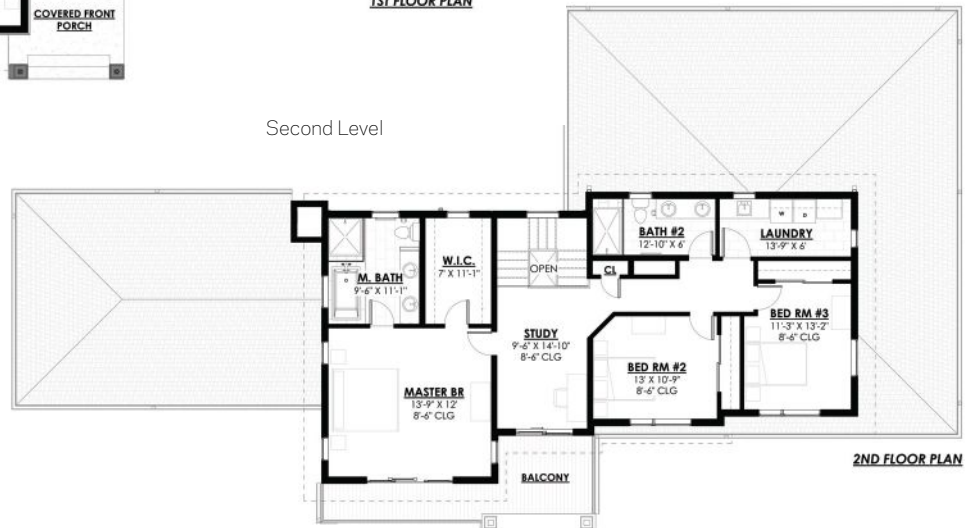 1ST FLOOR PLAN
COVERED FRONT
PORCH
Second Level
BATH #2
12'-10" X 6'
W
D
LAUNDRY
13'-9" X 6'
OPEN
CL
W.I.C.
7' X 11'-1"
M. BATH
9'-6" X 11'-1"
STUDY
9'-6" X 14'-10"
8'-6" CLG
BED RM #3
11'-3" X 13'-2"
8'-6" CLG
BED RM #2
13' X 10'-9"
8'-6" CLG
MASTER BR
13'-9" X 12'
8'-6" CLG
BALCONY
2ND FLOOR PLAN